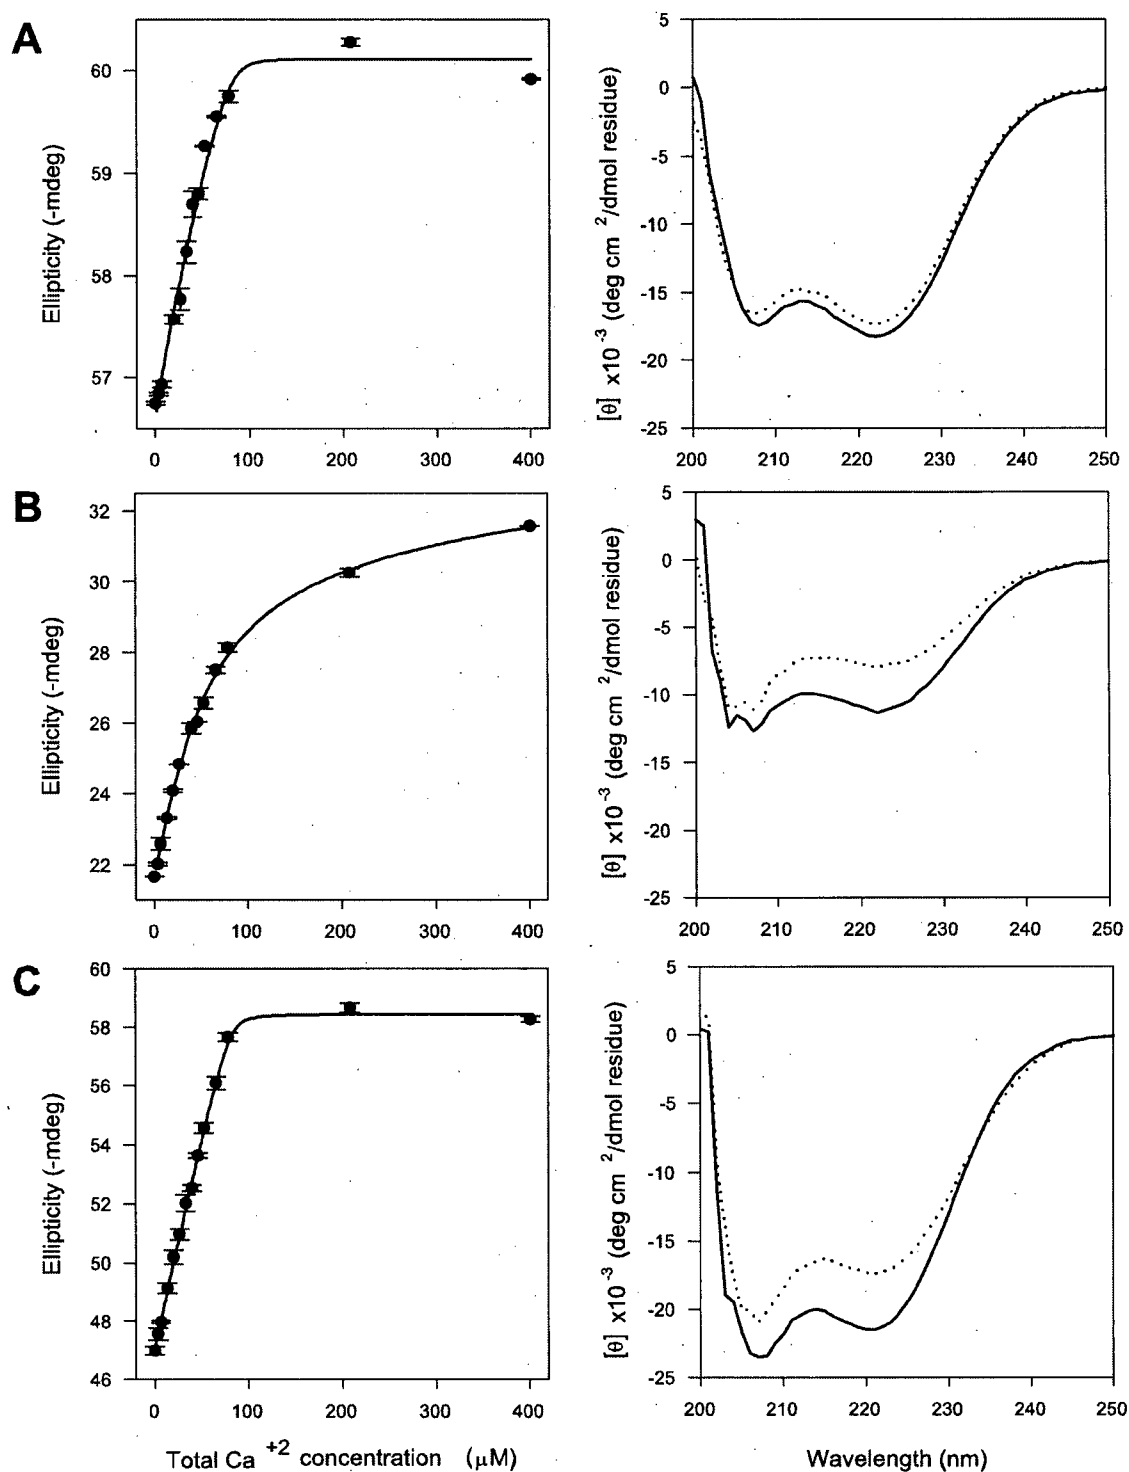 A
Ellipticity (-mdeg)
60
59
58
57
0 100 200 300 400
[θ] x10⁻³ (deg cm ²/dmol residue)
5
0
-5
-10
-15
-20
-25
200 210 220 230 240 250
B
Ellipticity (-mdeg)
32
30
28
26
24
22
0 100 200 300 400
[θ] x10⁻³ (deg cm ²/dmol residue)
5
0
-5
-10
-15
-20
-25
200 210 220 230 240 250
C
Ellipticity (-mdeg)
60
58
56
54
52
50
48
46
0 100 200 300 400
Total Ca ⁺² concentration (μM)
[θ] x10⁻³ (deg cm ²/dmol residue)
5
0
-5
-10
-15
-20
-25
200 210 220 230 240 250
Wavelength (nm)